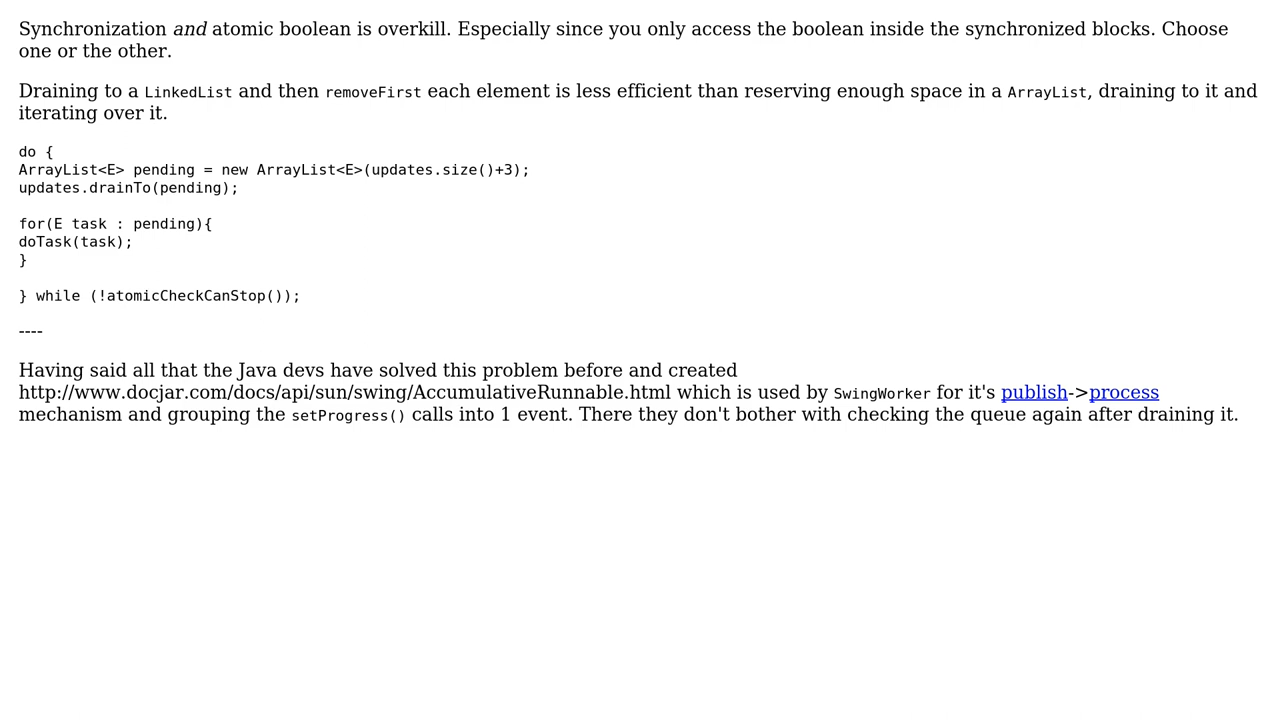 Synchronization and atomic boolean is overkill. Especially since you only access the boolean inside the synchronized blocks. Choose
one or the other.
Draining to a LinkedList and then removeFirst each element is less efficient than reserving enough space in a ArrayList, draining to it and
iterating over it.
do {
ArrayList<E> pending = new ArrayList<E>(updates.size()+3);
updates.drainTo(pending);
for(E task : pending){
doTask(task);
}
} while (!atomicCheckCanStop());
----
Having said all that the Java devs have solved this problem before and created
http://www.docjar.com/docs/api/sun/swing/AccumulativeRunnable.html which is used by SwingWorker for it's publish->process
mechanism and grouping the setProgress() calls into 1 event. There they don't bother with checking the queue again after draining it.